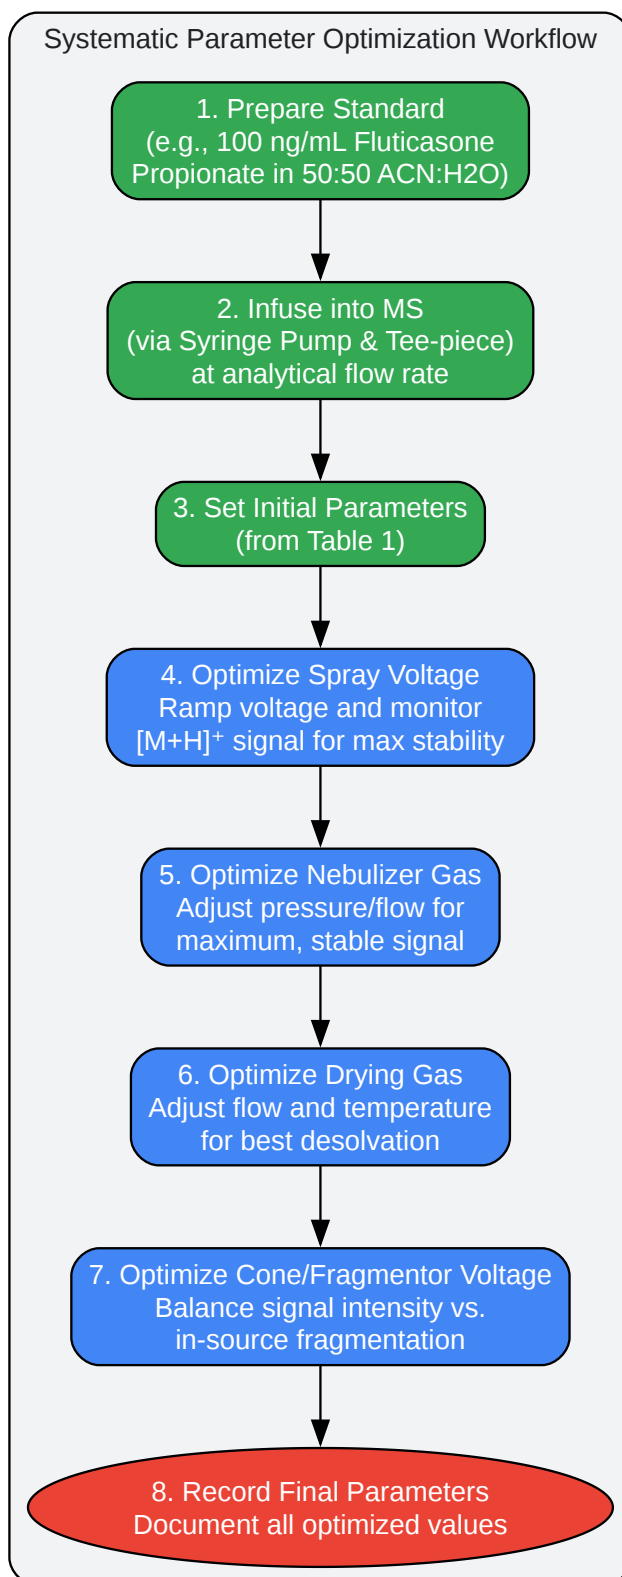 Systematic Parameter Optimization Workflow
1. Prepare Standard
(e.g., 100 ng/mL Fluticasone
Propionate in 50:50 ACN:H2O)
2. Infuse into MS
(via Syringe Pump & Tee-piece)
at analytical flow rate
3. Set Initial Parameters
(from Table 1)
4. Optimize Spray Voltage
Ramp voltage and monitor
[M+H]⁺ signal for max stability
5. Optimize Nebulizer Gas
Adjust pressure/flow for
maximum, stable signal
6. Optimize Drying Gas
Adjust flow and temperature
for best desolvation
7. Optimize Cone/Fragmentor Voltage
Balance signal intensity vs.
in-source fragmentation
8. Record Final Parameters
Document all optimized values